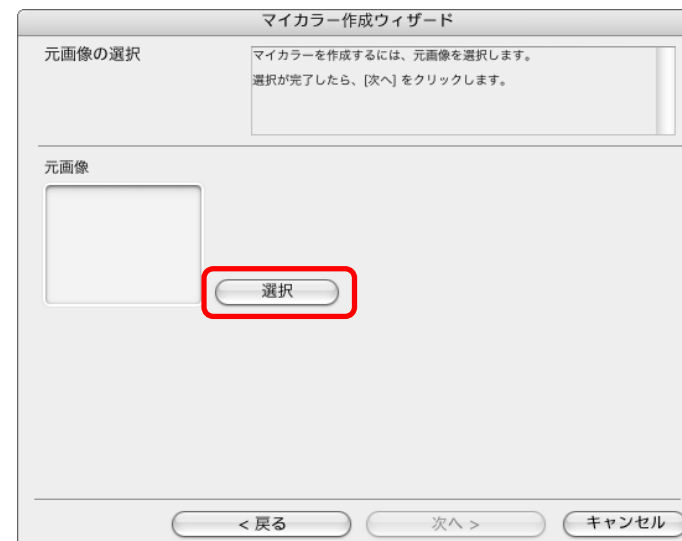 マイカラー作成ウィザード
元画像の選択
マイカラーを作成するには、元画像を選択します。
選択が完了したら、[次へ] をクリックします。
元画像
選択
< 戻る
次へ >
キャンセル